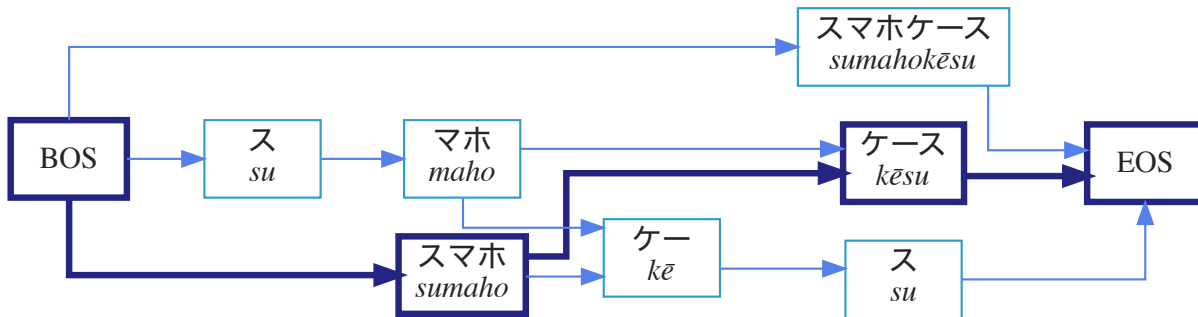 スマホケース
sumahokēsu
BOS
ス
su
マホ
maho
ケース
kēsu
EOS
スマホ
sumaho
ケー
kē
ス
su